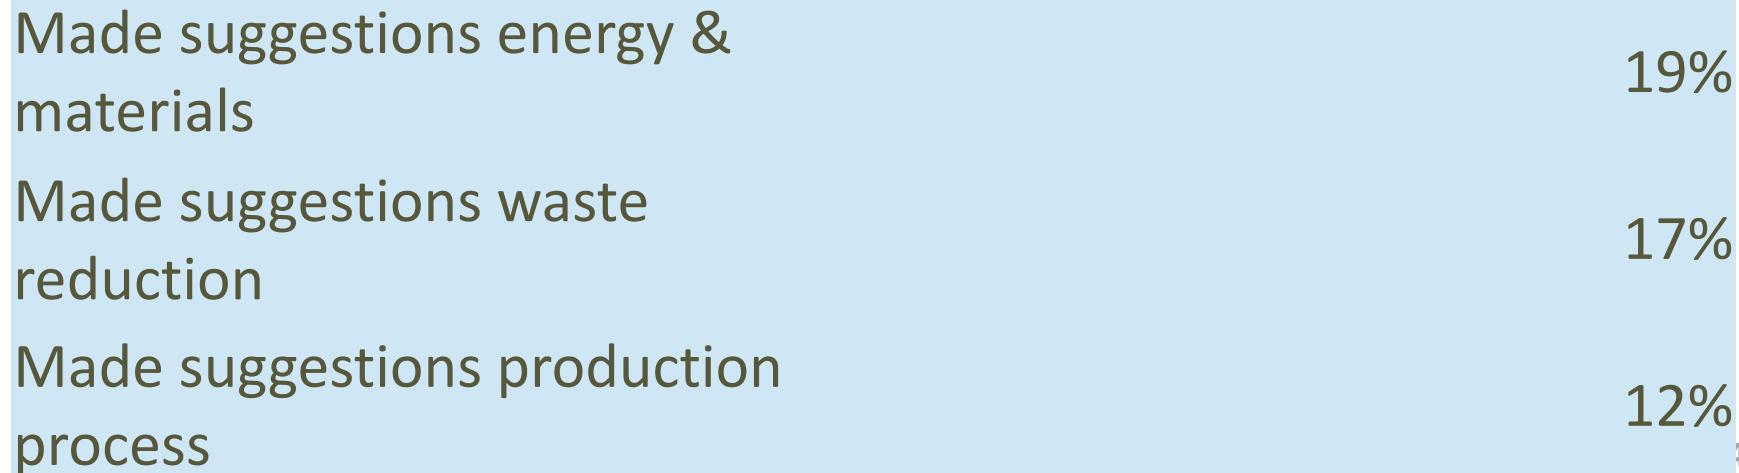 Made suggestions energy &
materials
19%
Made suggestions waste
reduction
17%
Made suggestions production
process
12%